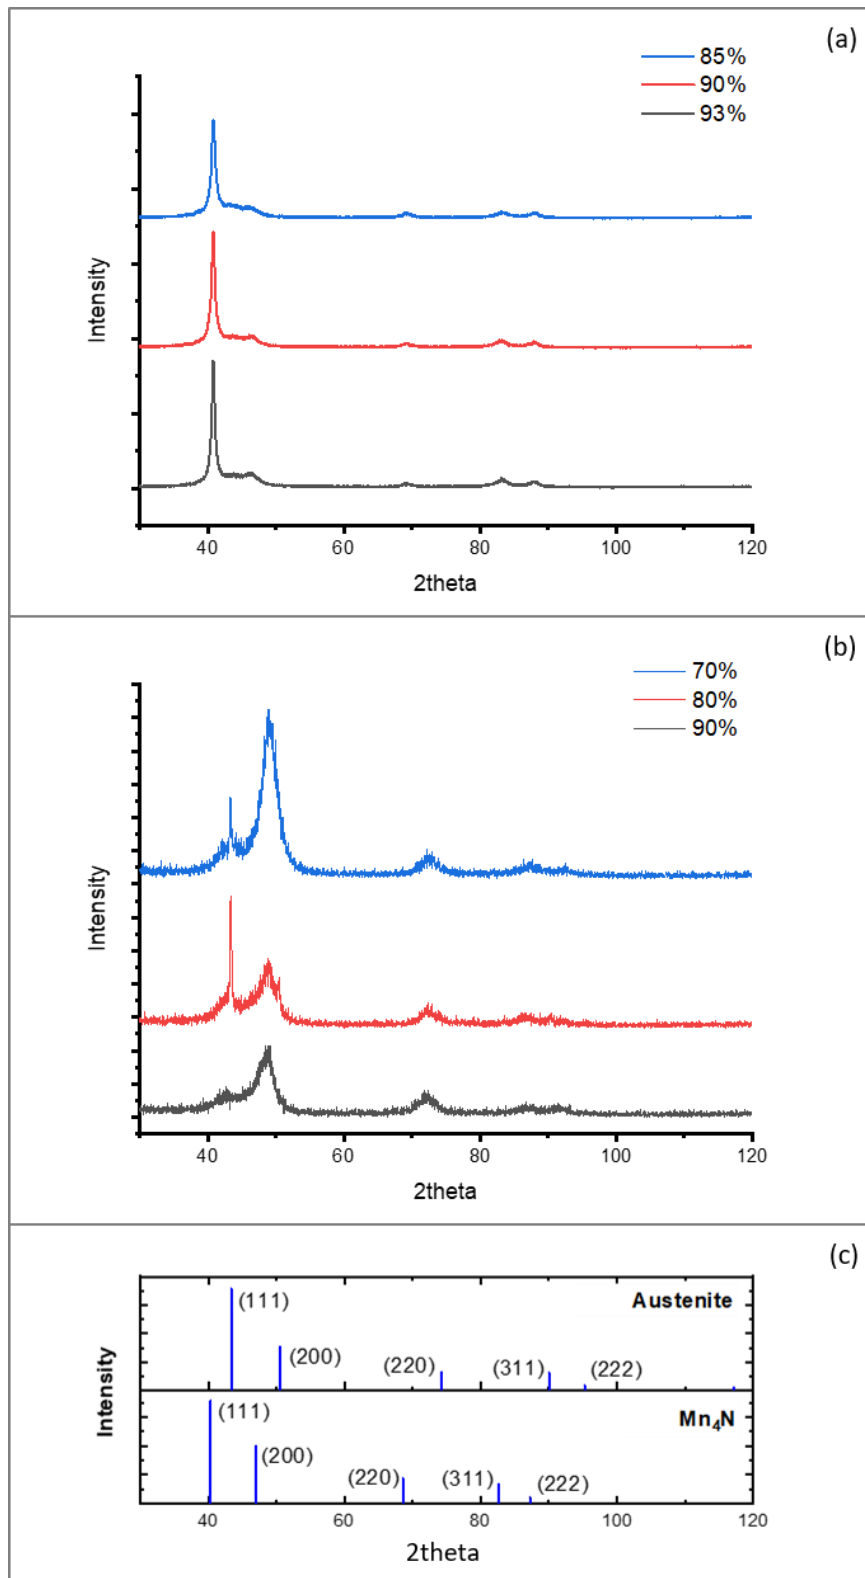 (a)
85%
90%
93%
Intensity
40 60 80 100 120
2theta
(b)
70%
80%
90%
Intensity
40 60 80 100 120
2theta
(c)
Austenite
(111)
(200)
(220)
(311)
(222)
Intensity
Mn₄N
(111)
(200)
(220)
(311)
(222)
40 60 80 100 120
2theta